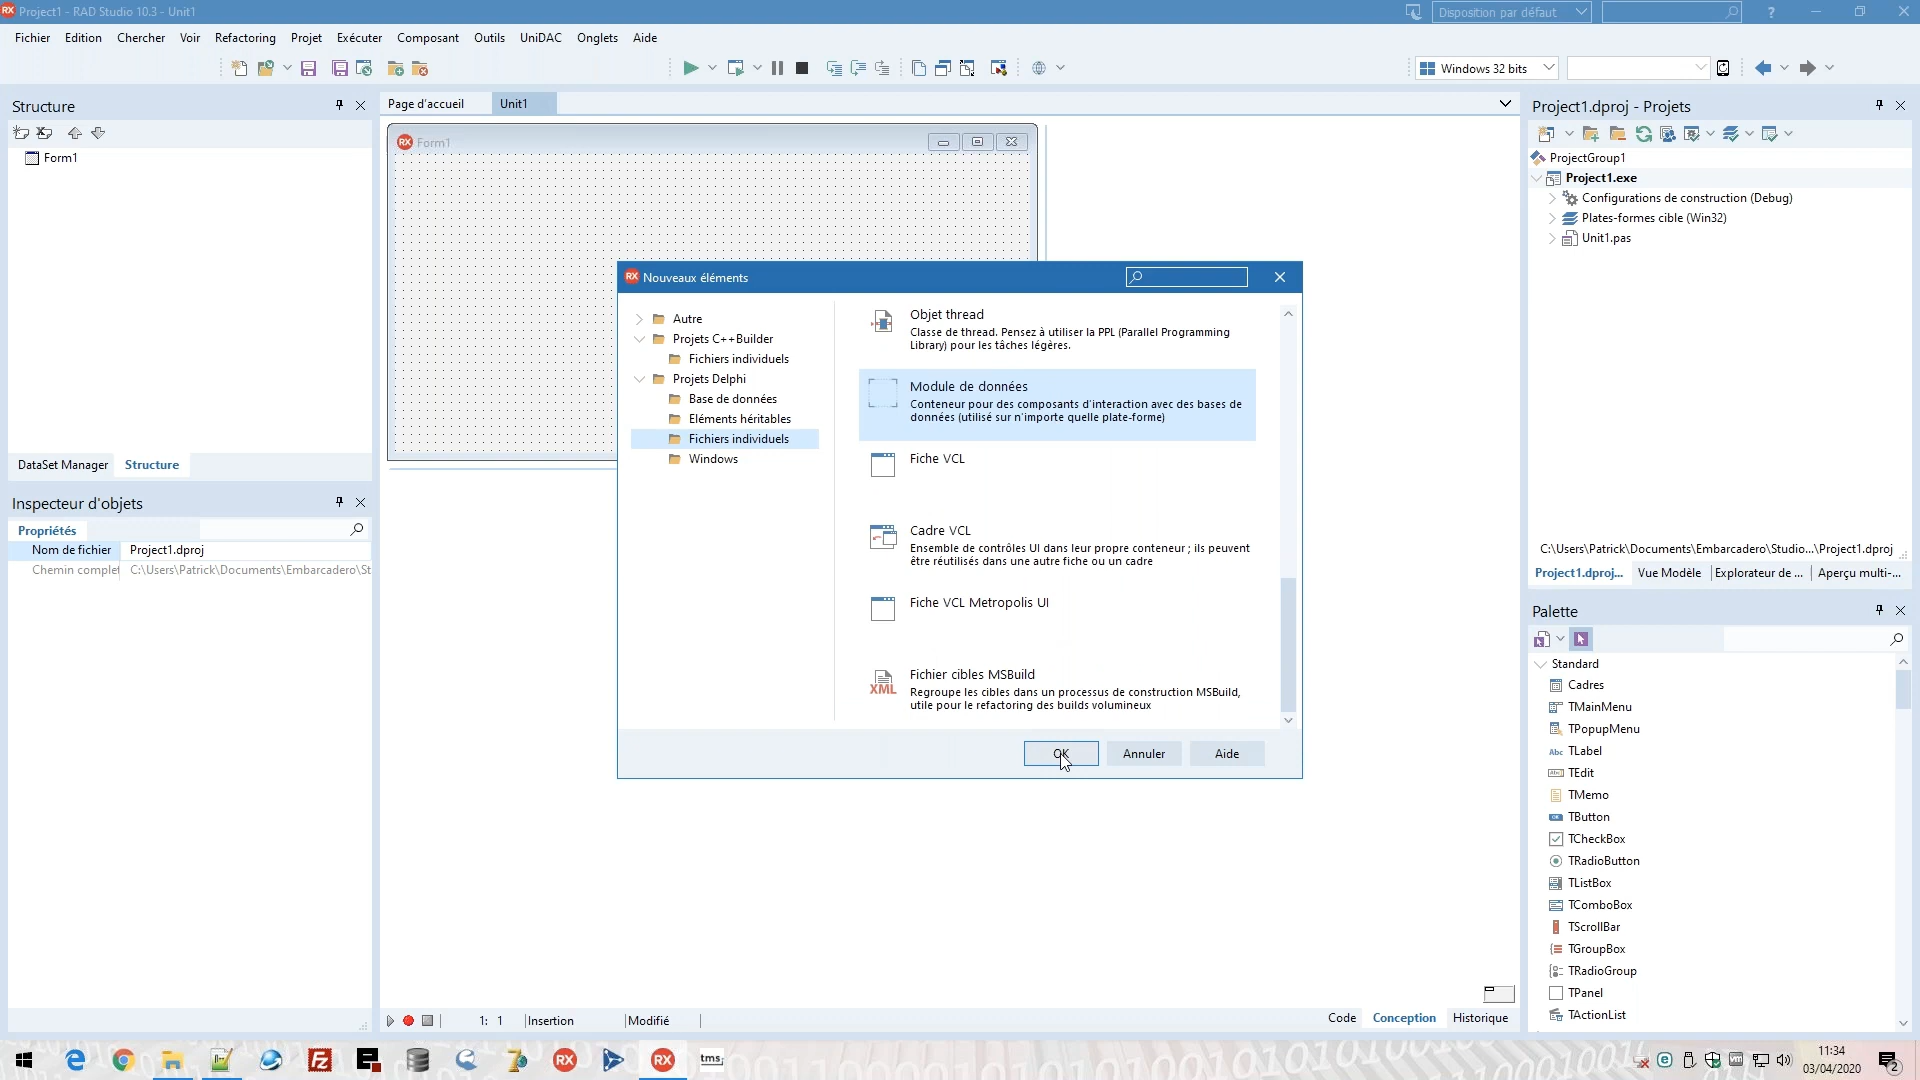 Project1 - RAD Studio 10.3 - Unit1
Disposition par défaut
Fichier Edition Chercher Voir Refactoring Projet Exécuter Composant Outils UniDAC Onglets Aide
Windows 32 bits
Structure
Form1
DataSet Manager Structure
Inspecteur d'objets
Propriétés
Nom de fichier Project1.dproj
Chemin complet C:\Users\Patrick\Documents\Embarcadero\St
Page d'accueil Unit1
Form1
Nouveaux éléments
Autre
Projets C++Builder
Fichiers individuels
Projets Delphi
Base de données
Eléments héritables
Fichiers individuels
Windows
Objet thread
Classe de thread. Pensez à utiliser la PPL (Parallel Programming
Library) pour les tâches légères.
Module de données
Conteneur pour des composants d'interaction avec des bases de
données (utilisé sur n'importe quelle plate-forme)
Fiche VCL
Cadre VCL
Ensemble de contrôles UI dans leur propre conteneur ; ils peuvent
être réutilisés dans une autre fiche ou un cadre
Fiche VCL Metropolis UI
XML
Fichier cibles MSBuild
Regroupe les cibles dans un processus de construction MSBuild,
utile pour le refactoring des builds volumineux
OK Annuler Aide
1: 1 Insertion Modifié
Code Conception Historique
Project1.dproj - Projets
ProjectGroup1
Project1.exe
Configurations de construction (Debug)
Plates-formes cible (Win32)
Unit1.pas
C:\Users\Patrick\Documents\Embarcadero\Studio...\Project1.dproj
Project1.dproj... Vue Modèle Explorateur de ... Aperçu multi-...
Palette
Standard
Cadres
TMainMenu
TPopupMenu
Abc TLabel
TEdit
TMemo
TButton
TCheckBox
TRadioButton
TListBox
TComboBox
TScrollBar
TGroupBox
TRadioGroup
TPanel
TActionList
RX RX tms
11:34
03/04/2020
2